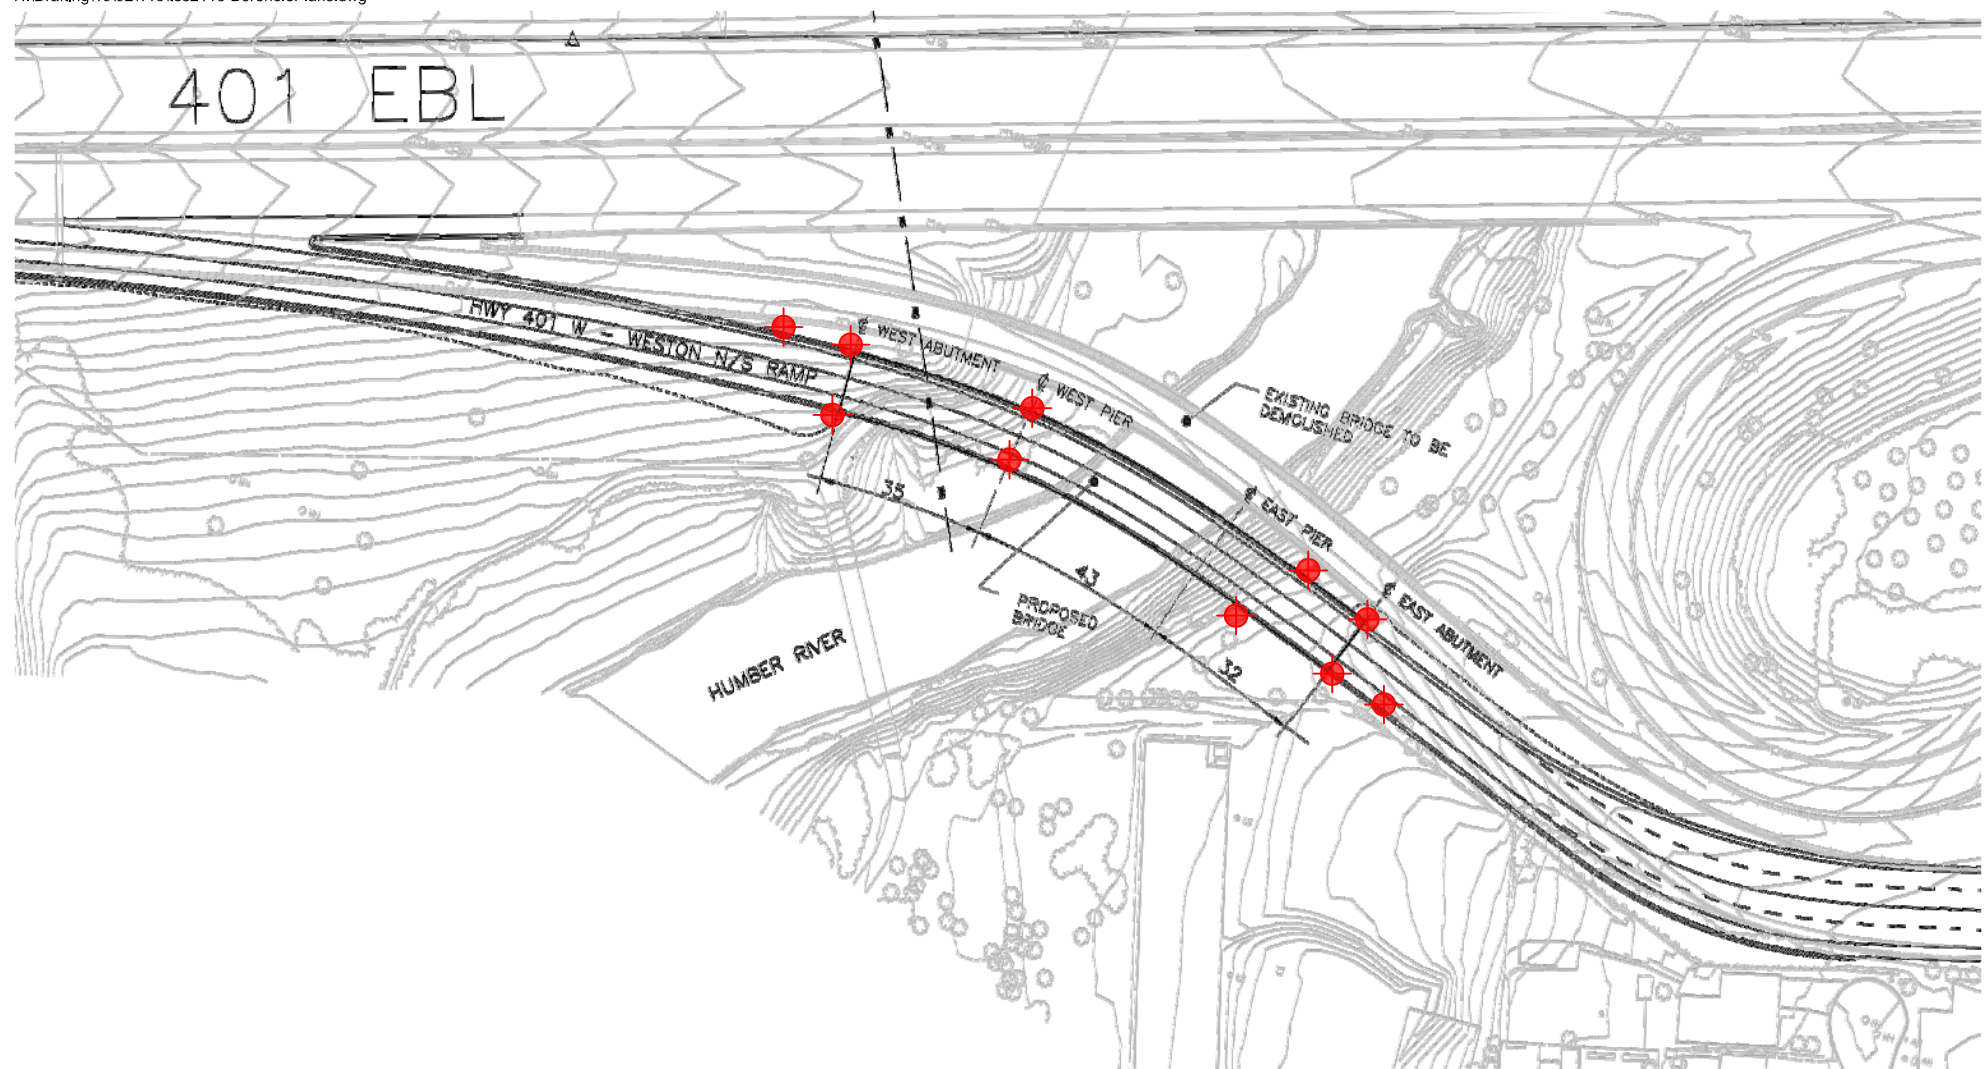 401 EBL
HWY 401 W – WESTON N/S RAMP
℄ WEST ABUTMENT
℄ WEST PIER
EXISTING BRIDGE TO BE
DEMOLISHED
35
℄ EAST PIER
43
PROPOSED
BRIDGE
℄ EAST ABUTMENT
HUMBER RIVER
32